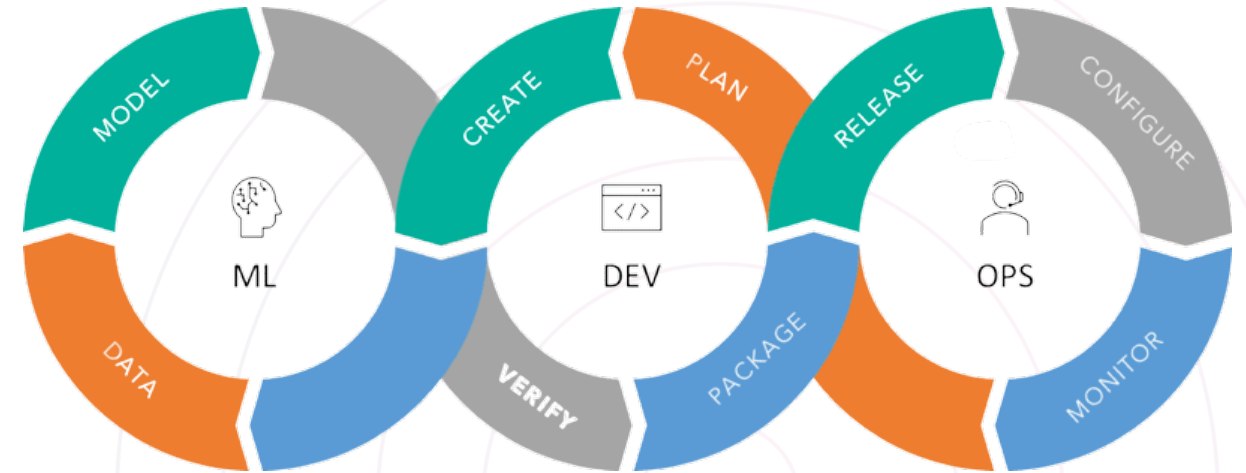 MODEL
CREATE
PLAN
RELEASE
CONFIGURE
</>
ML
DEV
OPS
DATA
VERIFY
PACKAGE
MONITOR